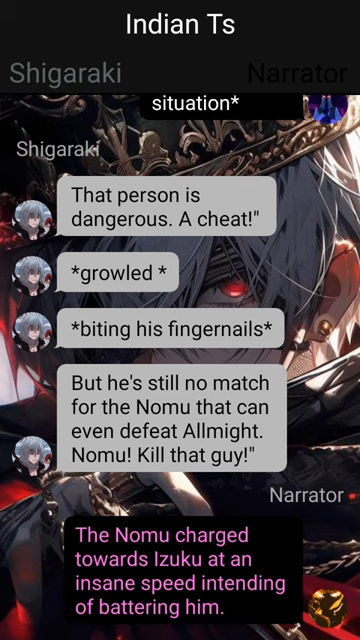 Indian Ts
Shigaraki
Narrator
situation*
Shigaraki
That person is
dangerous. A cheat!"
*growled *
*biting his fingernails*
But he's still no match
for the Nomu that can
even defeat Allmight.
Nomu! Kill that guy!"
Narrator
The Nomu charged
towards Izuku at an
insane speed intending
of battering him.